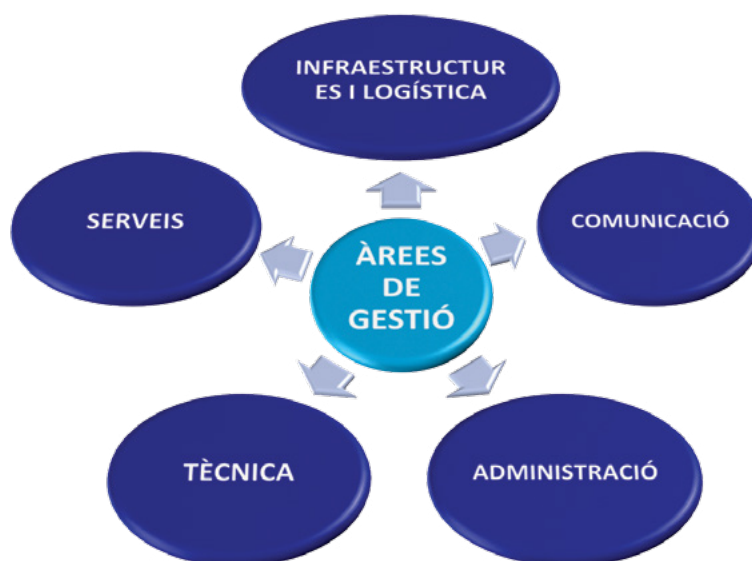 INFRAESTRUCTUR
ES I LOGÍSTICA
SERVEIS
COMUNICACIÓ
ÀREES
DE
GESTIÓ
TÈCNICA
ADMINISTRACIÓ